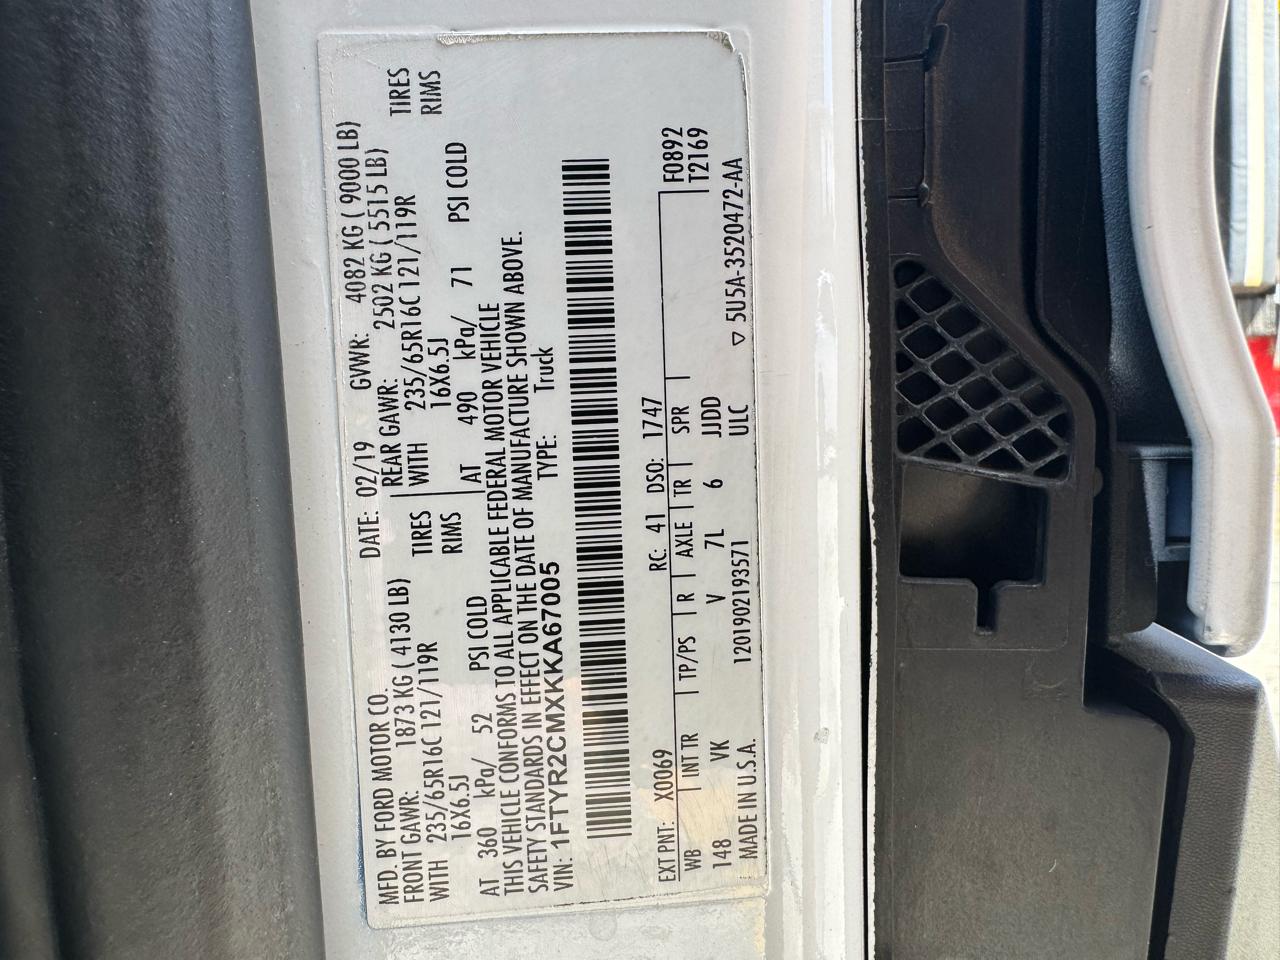 MFD. BY FORD MOTOR CO. DATE: 02/19 GVWR: 4082 KG ( 9000 LB)
FRONT GAWR: 1873 KG ( 4130 LB) REAR GAWR: 2502 KG ( 5515 LB)
WITH 235/65R16C 121/119R TIRES WITH 235/65R16C 121/119R TIRES
16X6.5J RIMS 16X6.5J RIMS
AT 360 kPa/ 52 PSI COLD AT 490 kPa/ 71 PSI COLD
THIS VEHICLE CONFORMS TO ALL APPLICABLE FEDERAL MOTOR VEHICLE
SAFETY STANDARDS IN EFFECT ON THE DATE OF MANUFACTURE SHOWN ABOVE.
VIN: 1FTYR2CMXKKA67005 TYPE: Truck
EXT PNT: X0069 RC: 41 DSO: 1747 F0892
WB INT TR TP/PS R AXLE TR SPR T2169
148 VK V 7L 6 JJDD
MADE IN U.S.A. 1201902193571 ULC ▽ 5U5A-3520472-AA